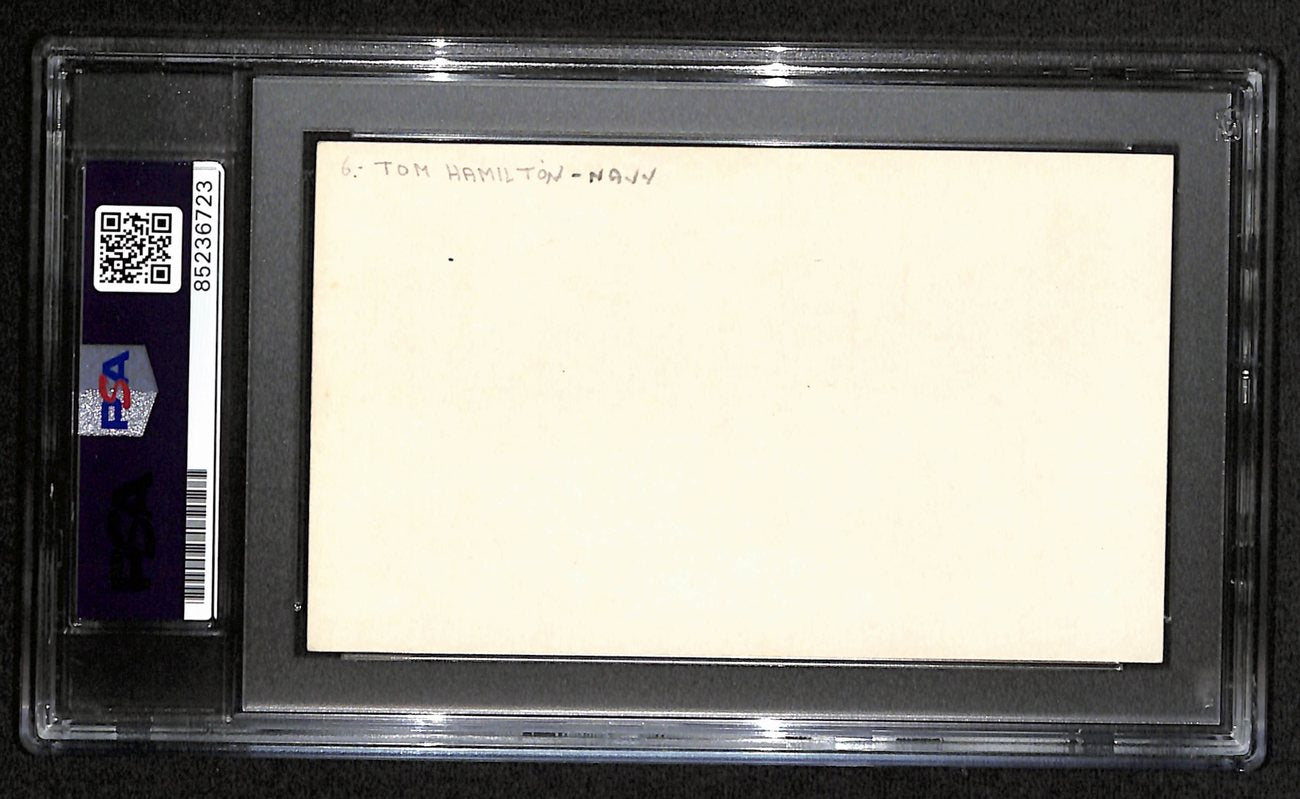 6.- TOM HAMILTON-NAVY
85236723
PSA
PSA